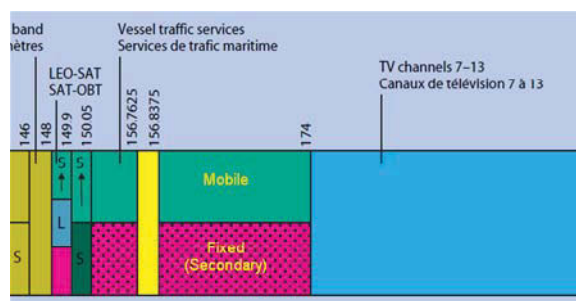 band
mètres
Vessel traffic services
Services de trafic maritime
LEO-SAT
SAT-OBT
TV channels 7–13
Canaux de télévision 7 à 13
146
148
149.9
150 05
156.7625
156.8375
174
S
S
Mobile
L
S
S
Fixed
(Secondary)